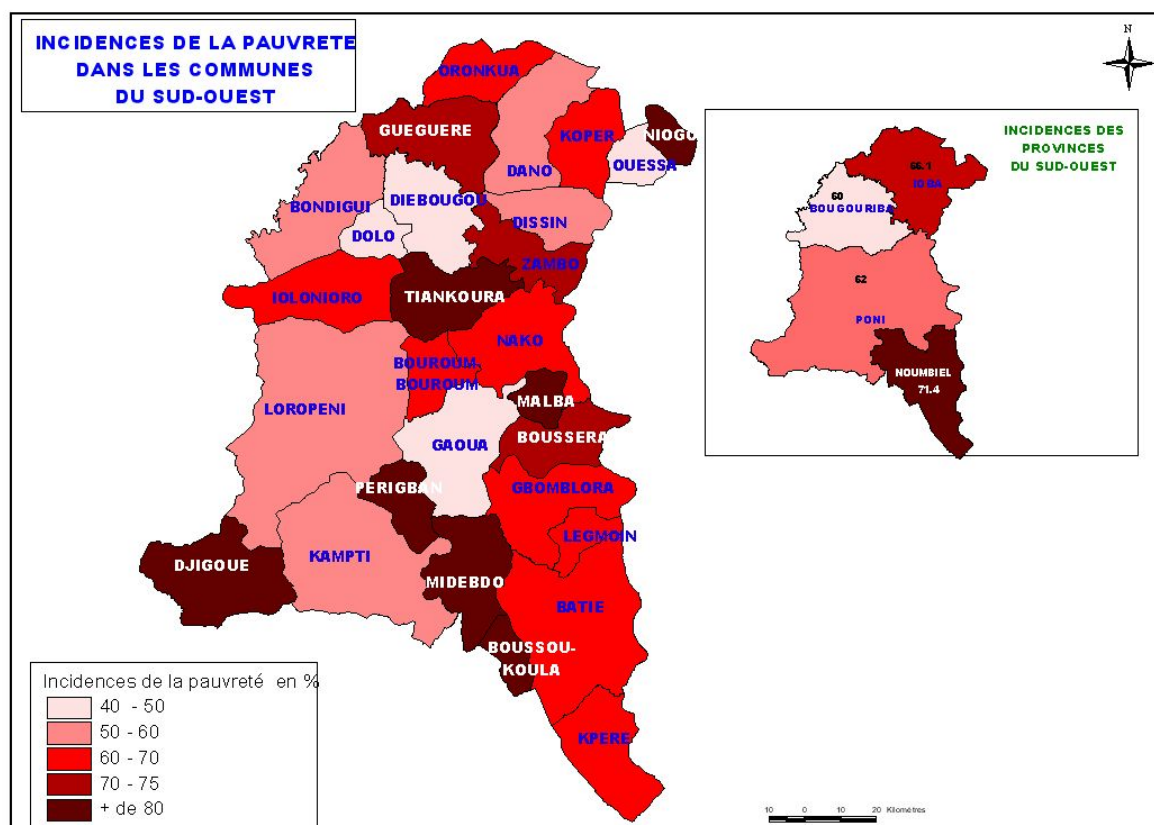 INCIDENCES DE LA PAUVRETE
DANS LES COMMUNES
DU SUD-OUEST
N
ORONKUA
GUEGUERE
KOPER
NIOGO
OUESSA
DANO
DIEBOUGOU
BONDIGUI
DISSIN
DOLO
ZAMBO
IOLONIORO
TIANKOURA
NAKO
BOUROUM-
BOUROUM
MALBA
LOROPENI
BOUSSERA
GAOUA
PERIGBAN
GBOMBLORA
LEGMOIN
DJIGOUE
KAMPTI
MIDEBDO
BATIE
BOUSSOU-
KOULA
KPERE
INCIDENCES DES
PROVINCES
DU SUD-OUEST
66.1
IOBA
60
BOUGOURIBA
62
PONI
NOUMBIEL
71.4
Incidences de la pauvreté en %
40 - 50
50 - 60
60 - 70
70 - 75
+ de 80
10 0 10 20 Kilomètres